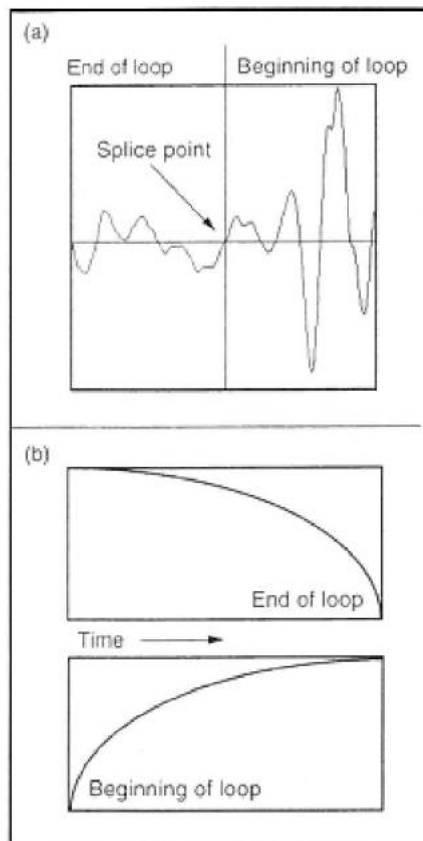 (a)
End of loop
Beginning of loop
Splice point
(b)
End of loop
Time
Beginning of loop